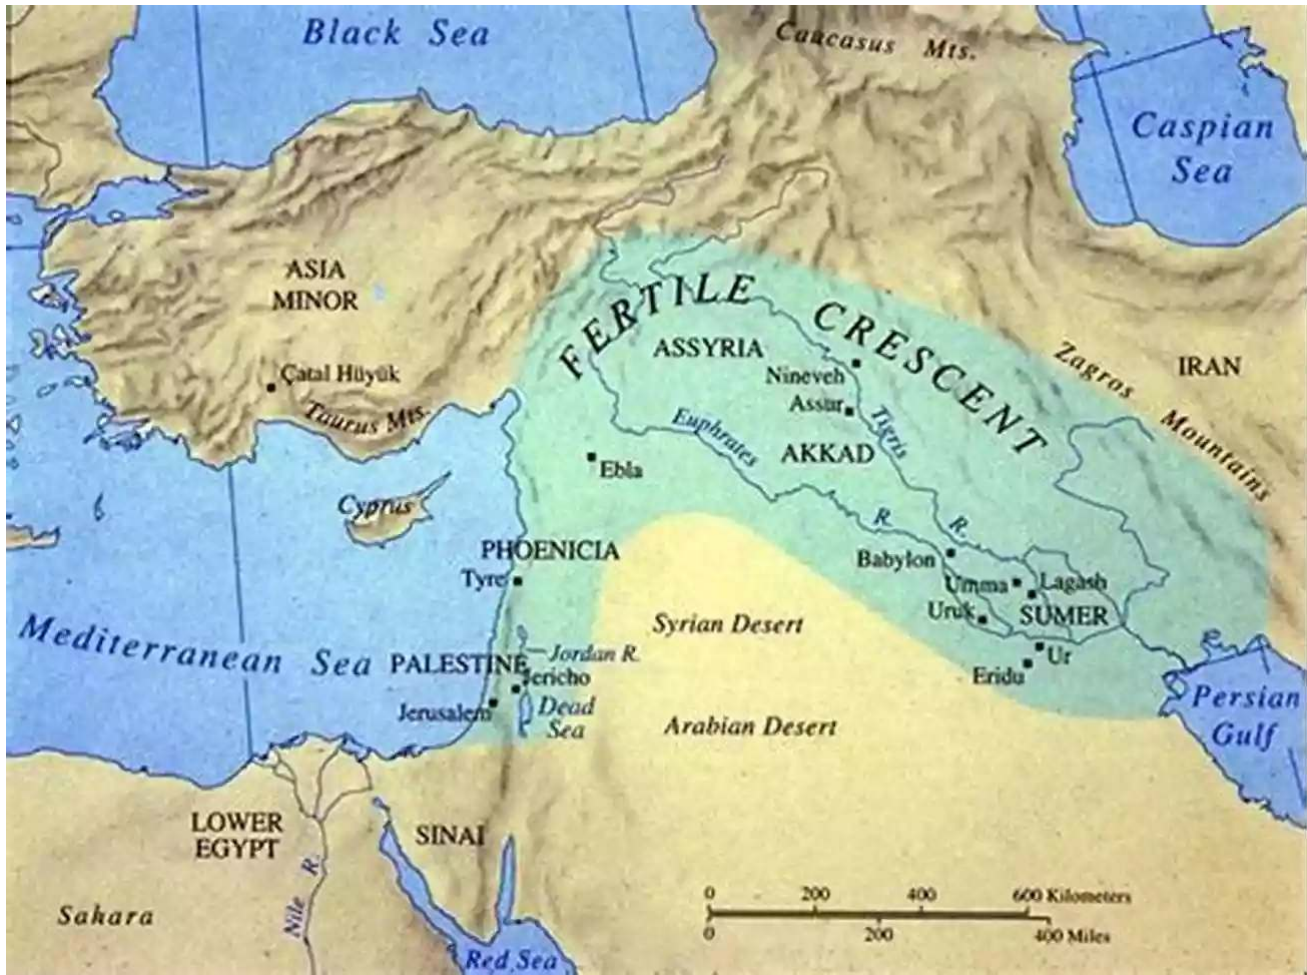 Black Sea
Caucasus Mts.
Caspian
Sea
ASIA
MINOR
FERTILE CRESCENT
ASSYRIA
Zagros Mountains
IRAN
Nineveh
Çatal Hüyük
Assur
Taurus Mts.
Euphrates R.
Tigris R.
AKKAD
Ebla
Cyprus
PHOENICIA
Babylon
Tyre
Umma
Lagash
Uruk
SUMER
Mediterranean Sea
Syrian Desert
PALESTINE
Jordan R.
Ur
Jericho
Eridu
Persian
Gulf
Jerusalem
Dead
Sea
Arabian Desert
LOWER
EGYPT
SINAI
Nile R.
Sahara
0 200 400 600 Kilometers
0 200 400 Miles
Red Sea